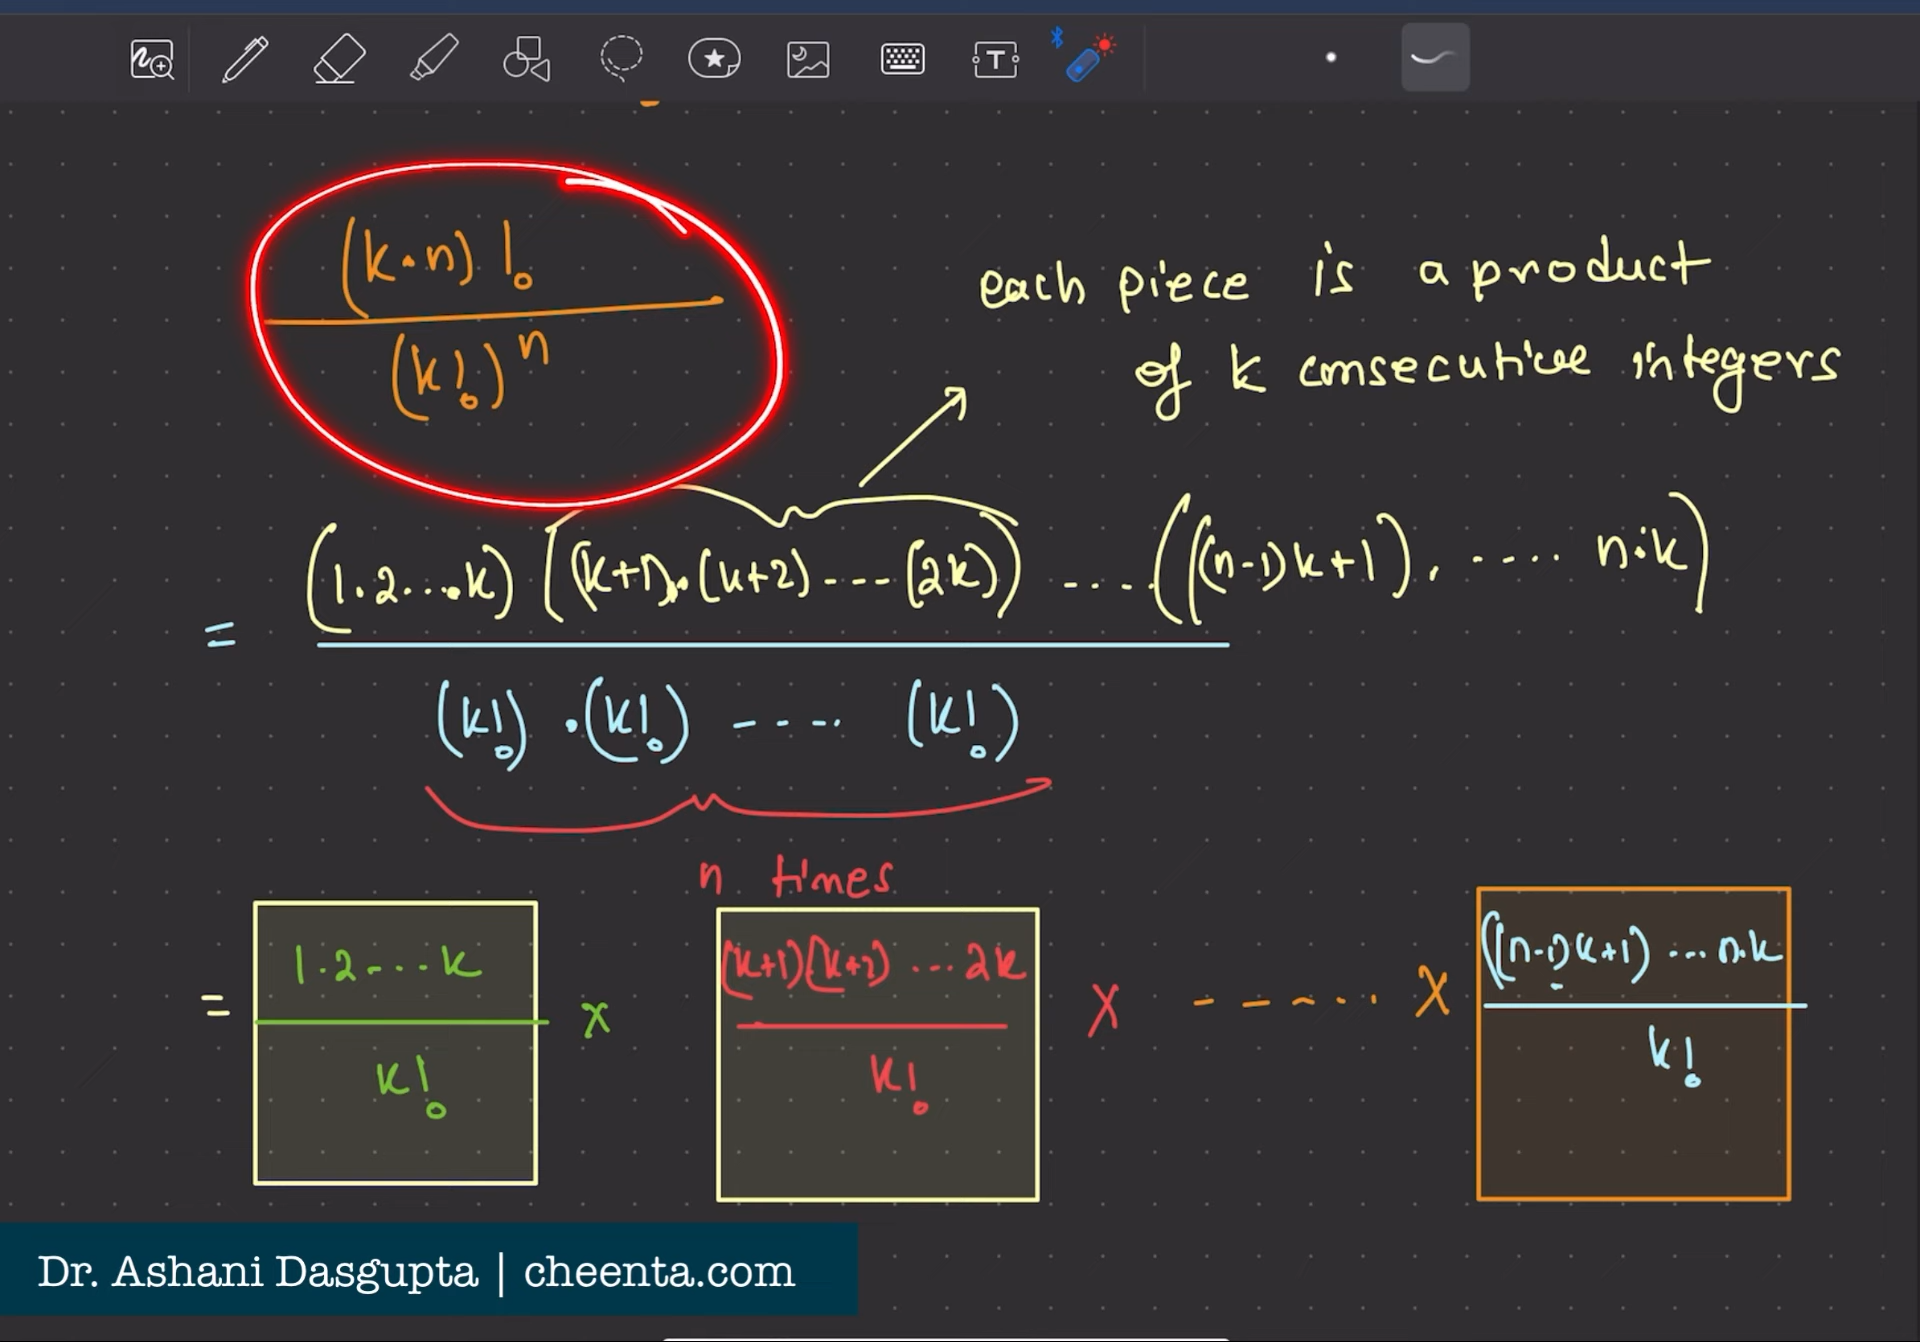 (k·n)!
(k!)^n
each piece is a product
of k consecutive integers
(1·2...·k) ((k+1)·(k+2)---(2k)) ....(((n-1)k+1)· ···· n·k)
=
(k!)·(k!) ---- (k!)
n times
1·2-··k
k!
(k+1)(k+2) ...2k
k!
((n-1)k+1) ...n·k
k!
= x X ----··· X
Dr. Ashani Dasgupta | cheenta.com